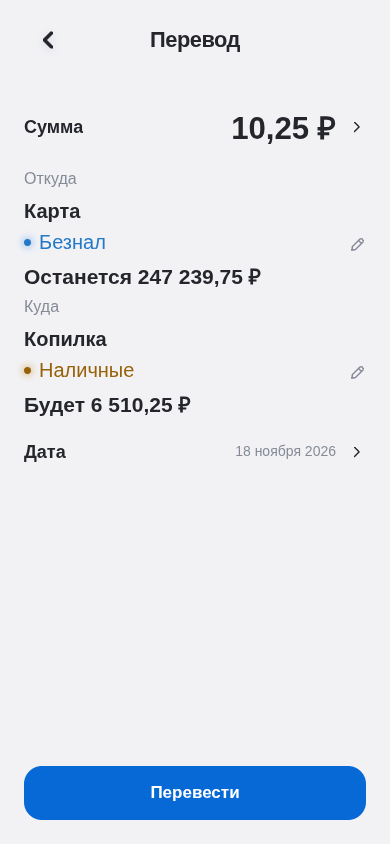 Перевод
Сумма 10,25 ₽
Откуда
Карта
Безнал
Останется 247 239,75 ₽
Куда
Копилка
Наличные
Будет 6 510,25 ₽
Дата 18 ноября 2026
Перевести